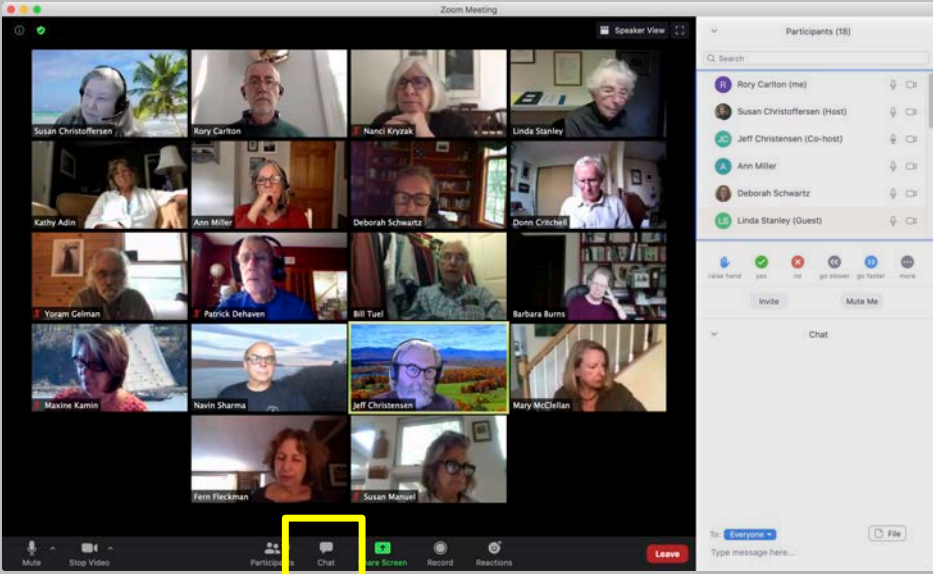 Zoom Meeting
Speaker View
Susan Christoffersen
Rory Carlton
Nanci Kryzak
Linda Stanley
Kathy Adin
Ann Miller
Deborah Schwartz
Donn Critchell
Yoram Gelman
Patrick Dehaven
Bill Tuel
Barbara Burns
Maxine Kamin
Navin Sharma
Jeff Christensen
Mary McClellan
Fern Fleckman
Susan Manuel
Mute
Stop Video
Participants
Chat
Share Screen
Record
Reactions
Leave
Participants (18)
Search
R Rory Carlton (me)
Susan Christoffersen (Host)
JC Jeff Christensen (Co-host)
A Ann Miller
Deborah Schwartz
LS Linda Stanley (Guest)
raise hand
yes
no
go slower
go faster
more
Invite
Mute Me
Chat
To: Everyone
File
Type message here...